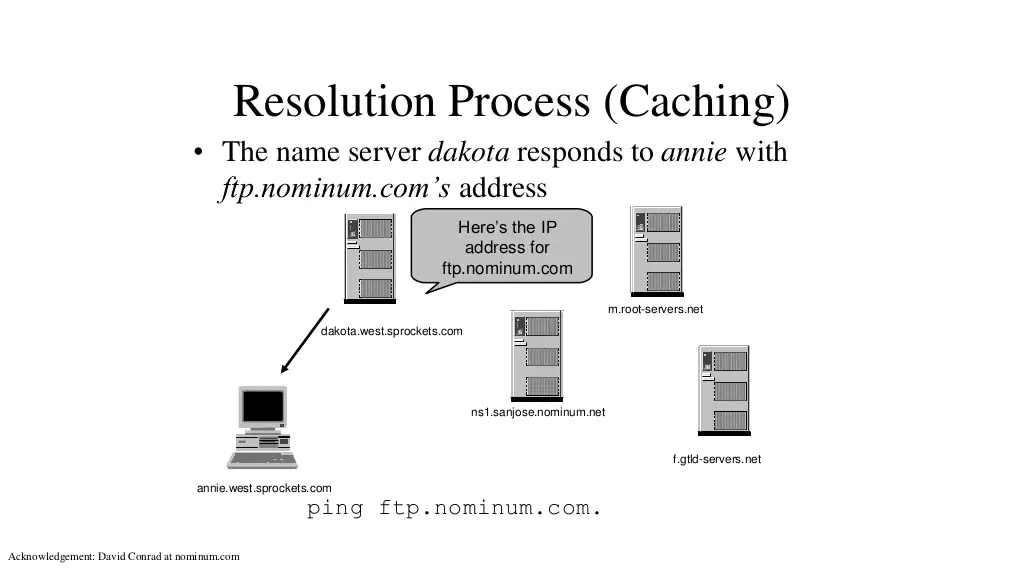 Resolution Process (Caching)
• The name server dakota responds to annie with
ftp.nominum.com’s address
Here’s the IP
address for
ftp.nominum.com
m.root-servers.net
dakota.west.sprockets.com
ns1.sanjose.nominum.net
f.gtld-servers.net
annie.west.sprockets.com
ping ftp.nominum.com.
Acknowledgement: David Conrad at nominum.com